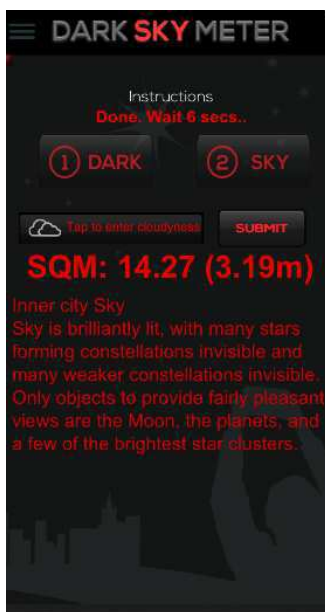 DARK SKY METER
Instructions
Done. Wait 6 secs..
1 DARK
2 SKY
Tap to enter cloudyness
SUBMIT
SQM: 14.27 (3.19m)
Inner city Sky
Sky is brilliantly lit, with many stars
forming constellations invisible and
many weaker constellations invisible.
Only objects to provide fairly pleasant
views are the Moon, the planets, and
a few of the brightest star clusters.